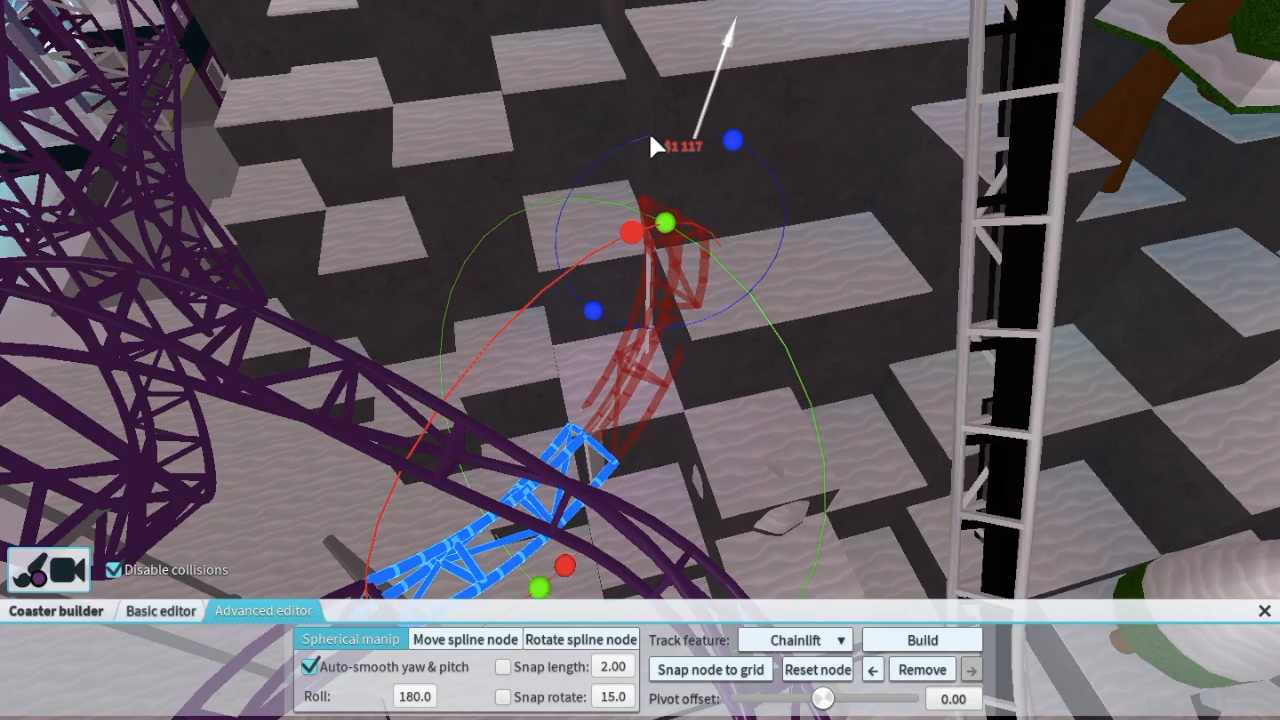 $1 117
Disable collisions
Coaster builder Basic editor Advanced editor
Spherical manip Move spline node Rotate spline node Track feature: Chainlift Build
Auto-smooth yaw & pitch Snap length: 2.00 Snap node to grid Reset node Remove
Roll: 180.0 Snap rotate: 15.0 Pivot offset: 0.00